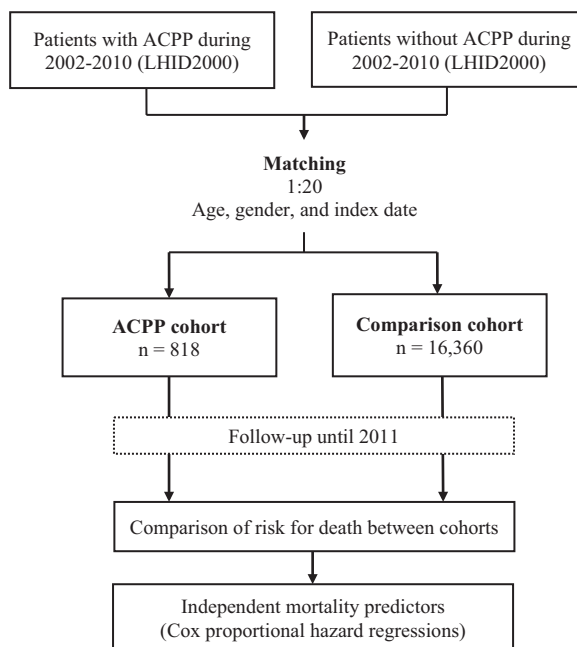 Patients with ACPP during
2002-2010 (LHID2000)
Patients without ACPP during
2002-2010 (LHID2000)
Matching
1:20
Age, gender, and index date
ACPP cohort
n = 818
Comparison cohort
n = 16,360
Follow-up until 2011
Comparison of risk for death between cohorts
Independent mortality predictors
(Cox proportional hazard regressions)